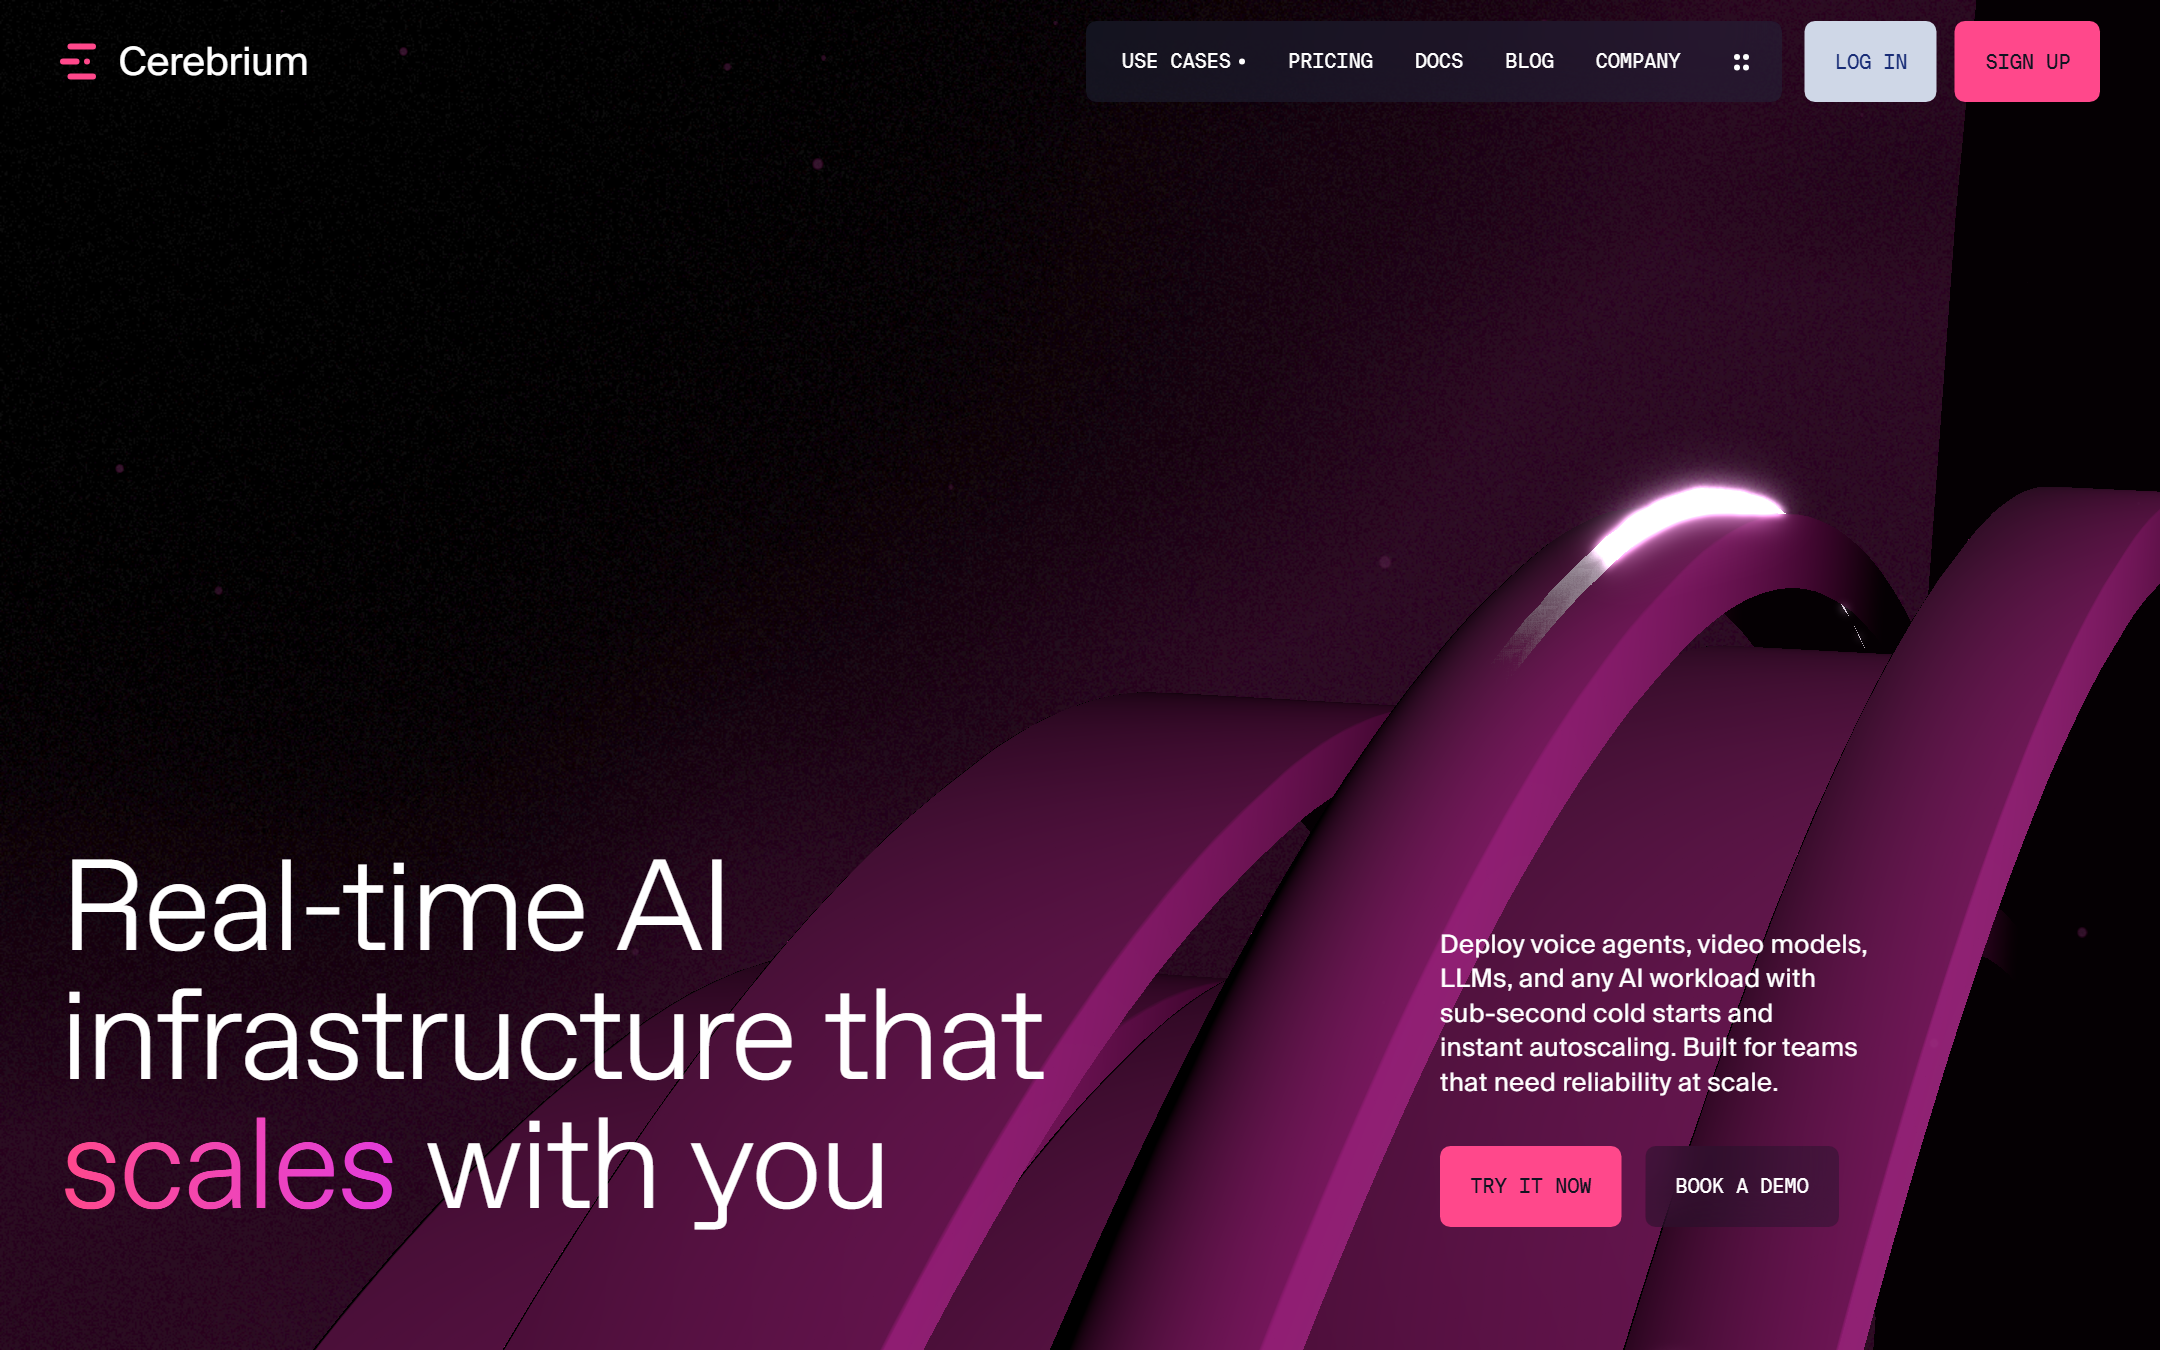 Cerebrium
USE CASES • PRICING DOCS BLOG COMPANY
LOG IN
SIGN UP
Real-time AI
infrastructure that
scales with you
Deploy voice agents, video models,
LLMs, and any AI workload with
sub-second cold starts and
instant autoscaling. Built for teams
that need reliability at scale.
TRY IT NOW
BOOK A DEMO